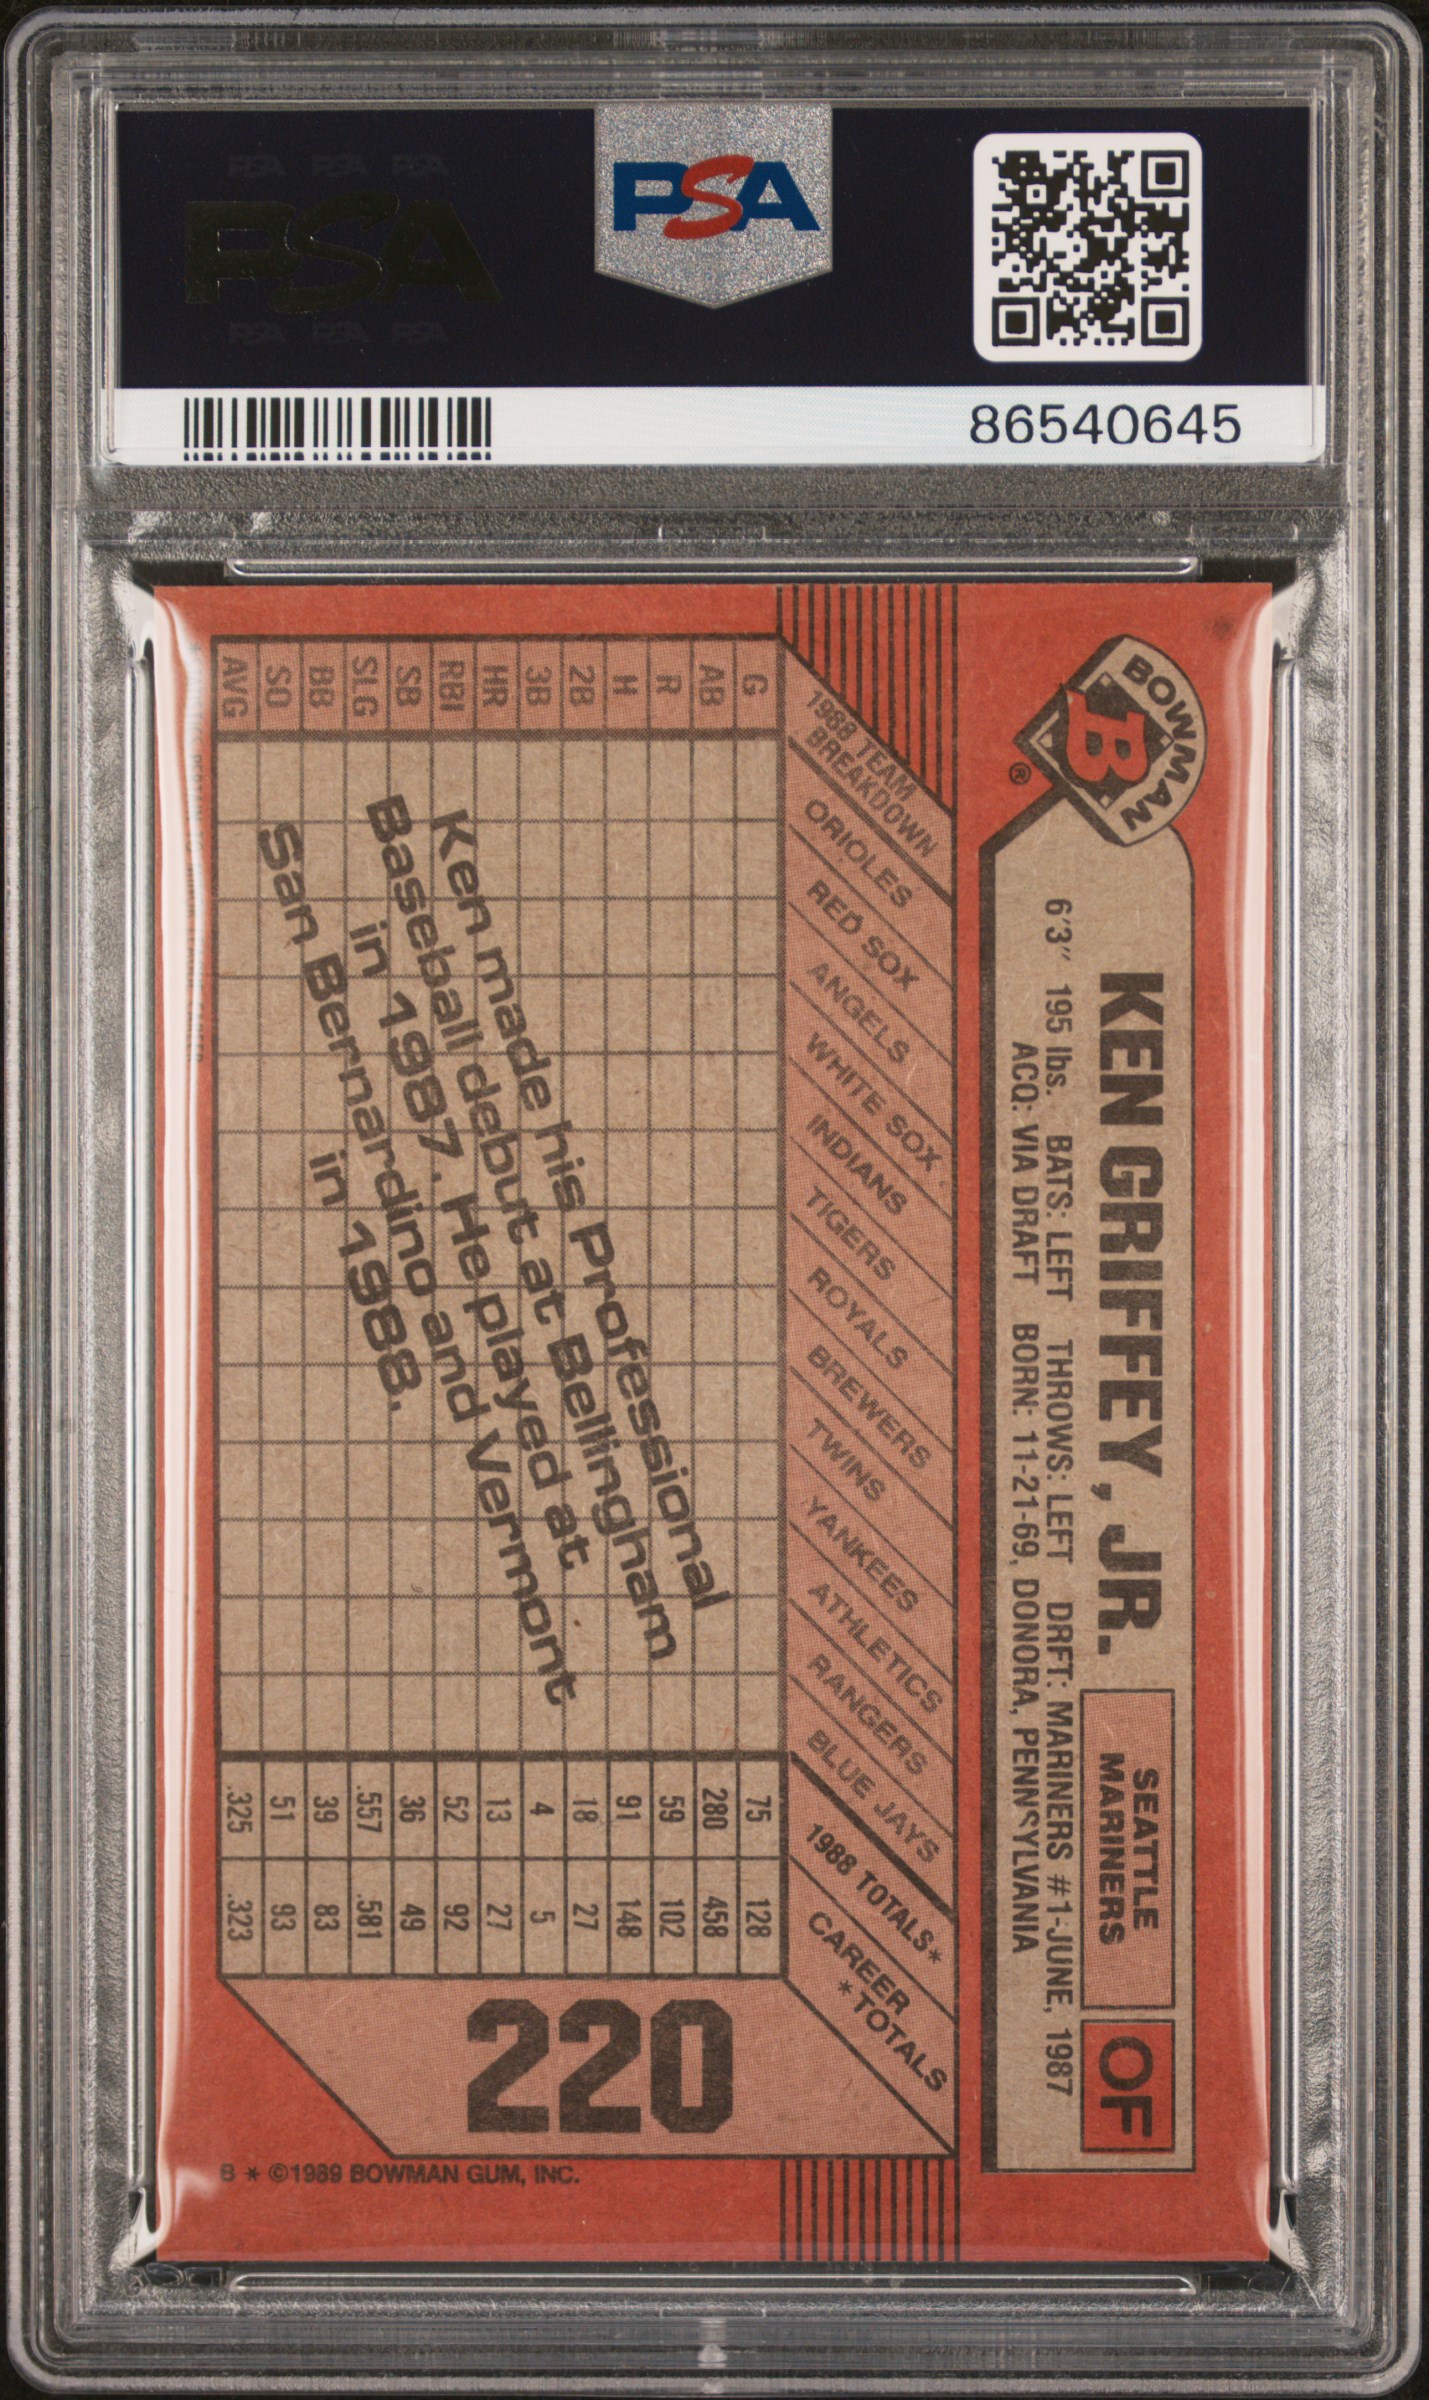 PSA PSA PSA
PSA
PSA PSA PSA
PSA
86540645
BOWMAN
B
®
KEN GRIFFEY, JR.
SEATTLE
MARINERS
OF
6'3" 195 lbs. BATS: LEFT THROWS: LEFT DRFT: MARINERS #1-JUNE, 1987
ACQ: VIA DRAFT BORN: 11-21-69, DONORA, PENNSYLVANIA
1988 TEAM
BREAKDOWN
ORIOLES
RED SOX
ANGELS
WHITE SOX
INDIANS
TIGERS
ROYALS
BREWERS
TWINS
YANKEES
ATHLETICS
RANGERS
BLUE JAYS
1988 TOTALS*
CAREER
*TOTALS
G 75 128
AB 280 458
R 59 102
H 91 148
2B 18 27
3B 4 5
HR 13 27
RBI 52 92
SB 36 49
SLG .557 .581
BB 39 83
SO 51 93
AVG .325 .323
Ken made his Professional
Baseball debut at Bellingham
in 1987. He played at
San Bernardino and Vermont
in 1988.
220
B * ©1989 BOWMAN GUM, INC.